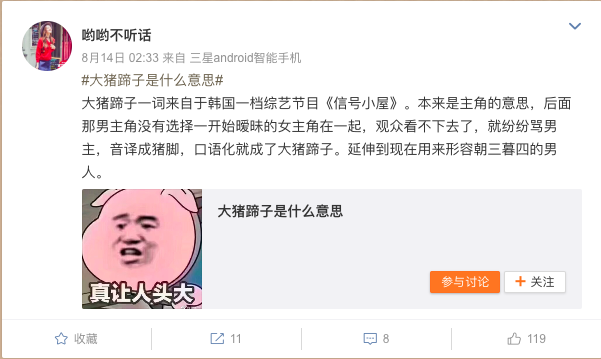 哟哟不听话
8月14日 02:33 来自 三星android智能手机
#大猪蹄子是什么意思#
大猪蹄子一词来自于韩国一档综艺节目《信号小屋》。本来是主角的意思，后面
那男主角没有选择一开始暧昧的女主角在一起，观众看不下去了，就纷纷骂男
主，音译成猪脚，口语化就成了大猪蹄子。延伸到现在用来形容朝三暮四的男
人。
大猪蹄子是什么意思
真让人头大
参与讨论
+ 关注
收藏
11
8
119